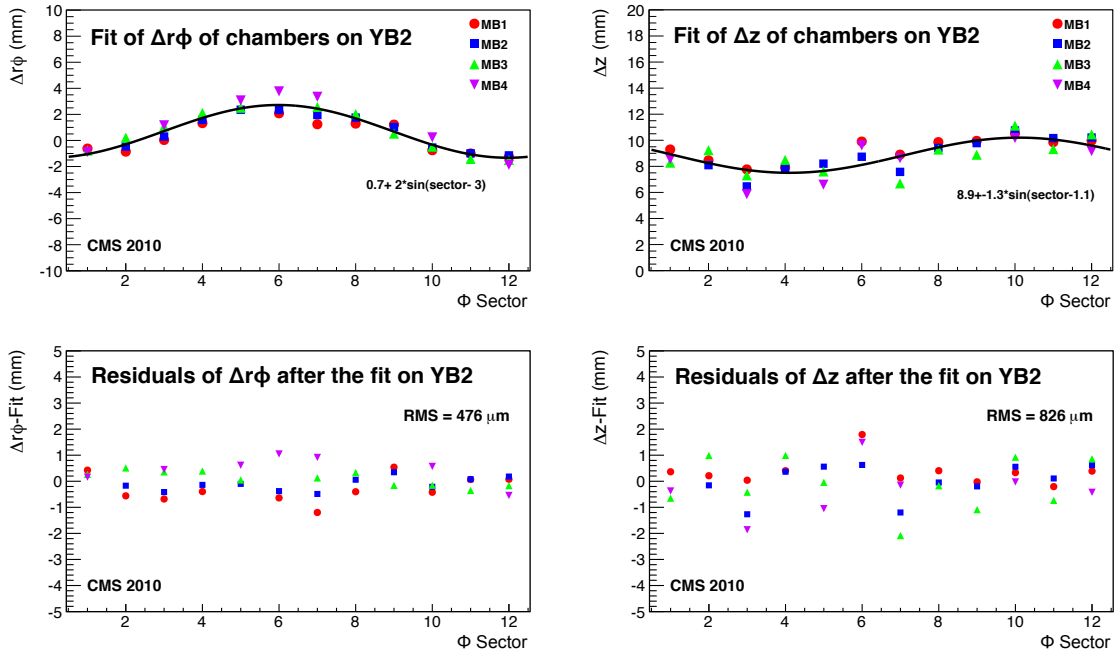 Δrϕ (mm)
10
8
6
4
2
0
-2
-4
-6
-8
-10
Fit of Δrϕ of chambers on YB2
MB1
MB2
MB3
MB4
0.7+ 2*sin(sector- 3)
CMS 2010
2 4 6 8 10 12
Φ Sector
Δz (mm)
20
18
16
14
12
10
8
6
4
2
0
Fit of Δz of chambers on YB2
MB1
MB2
MB3
MB4
8.9+-1.3*sin(sector-1.1)
CMS 2010
2 4 6 8 10 12
Φ Sector
Δrϕ-Fit (mm)
5
4
3
2
1
0
-1
-2
-3
-4
-5
Residuals of Δrϕ after the fit on YB2
RMS = 476 μm
CMS 2010
2 4 6 8 10 12
Φ Sector
Δz-Fit (mm)
5
4
3
2
1
0
-1
-2
-3
-4
-5
Residuals of Δz after the fit on YB2
RMS = 826 μm
CMS 2010
2 4 6 8 10 12
Φ Sector